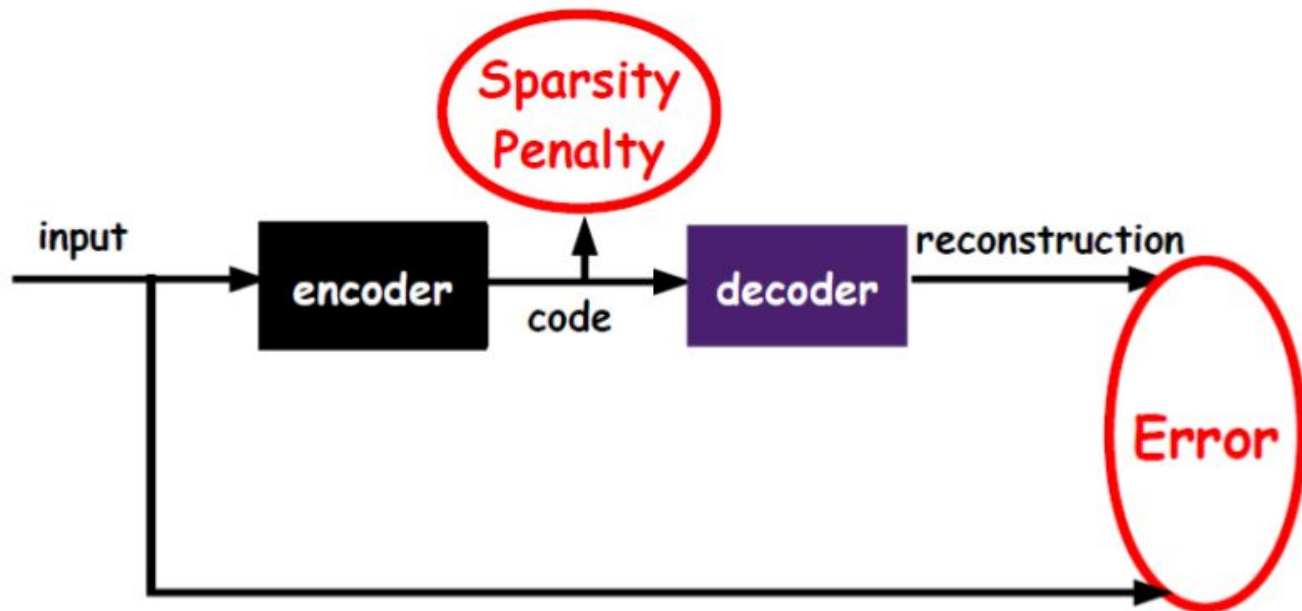 Sparsity
Penalty
input
encoder
code
decoder
reconstruction
Error